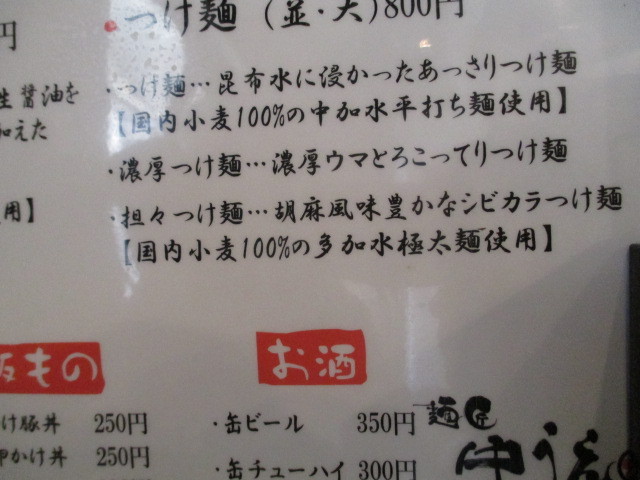 つけ麺 (並・大)800円
円
・つけ麺…昆布水に浸かったあっさりつけ麺
【国内小麦100%の中加水平打ち麺使用】
生醤油を
加えた
・濃厚つけ麺…濃厚ウマとろこってりつけ麺
・担々つけ麺…胡麻風味豊かなシビカラつけ麺
【国内小麦100%の多加水極太麺使用】
用】
飯もの
け豚丼 250円
卵かけ丼 250円
お酒
・缶ビール 350円
・缶チューハイ 300円
麺匠